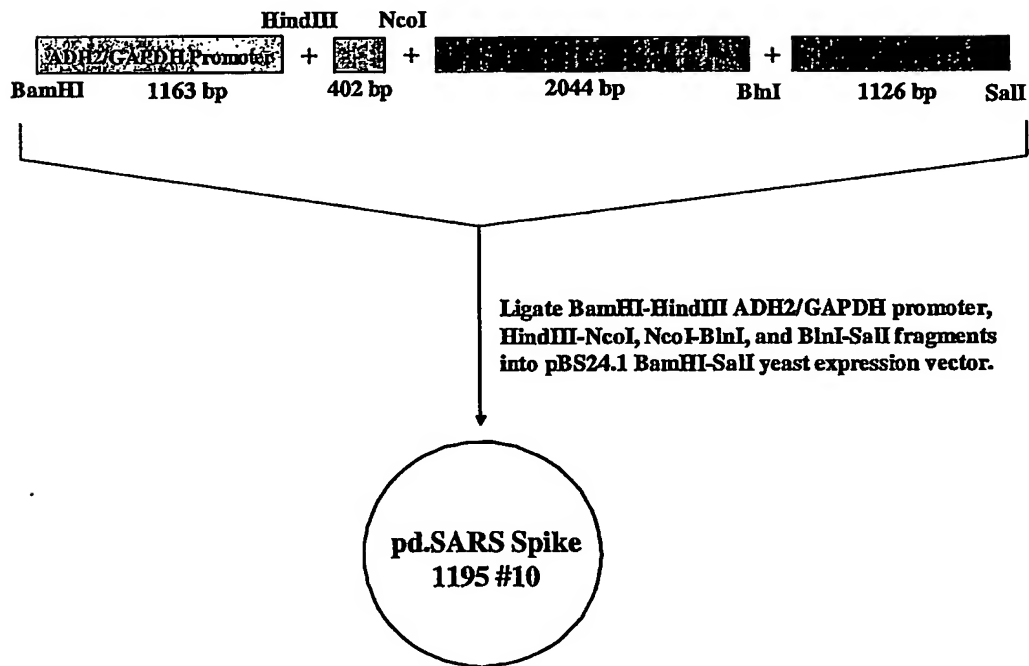 HindIII NcoI
ADH2/GAPDH Promoter + + +
BamHI 1163 bp 402 bp 2044 bp BlnI 1126 bp SalI
Ligate BamHI-HindIII ADH2/GAPDH promoter,
HindIII-NcoI, NcoI-BlnI, and BlnI-SalI fragments
into pBS24.1 BamHI-SalI yeast expression vector.
pd.SARS Spike
1195 #10